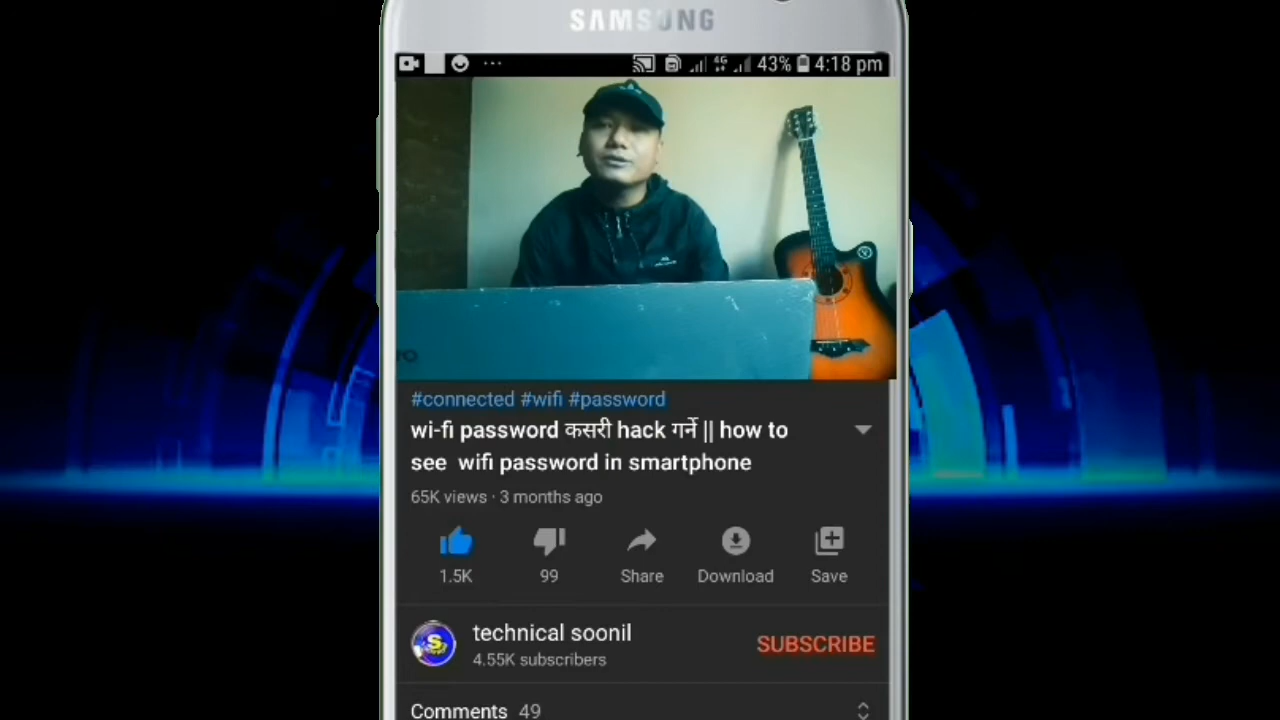 SAMSUNG
4G 43% 4:18 pm
#connected #wifi #password
wi-fi password कसरी hack गर्ने || how to
see wifi password in smartphone
65K views · 3 months ago
1.5K 99 Share Download Save
technical soonil
SUBSCRIBE
4.55K subscribers
Comments 49